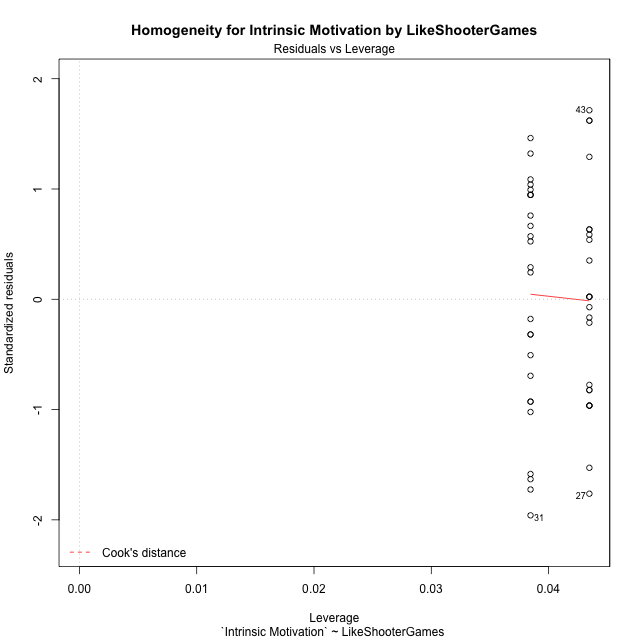 Homogeneity for Intrinsic Motivation by LikeShooterGames
Residuals vs Leverage
2
1
0
-1
-2
Standardized residuals
43
27
31
Cook's distance
0.00 0.01 0.02 0.03 0.04
Leverage
`Intrinsic Motivation` ~ LikeShooterGames